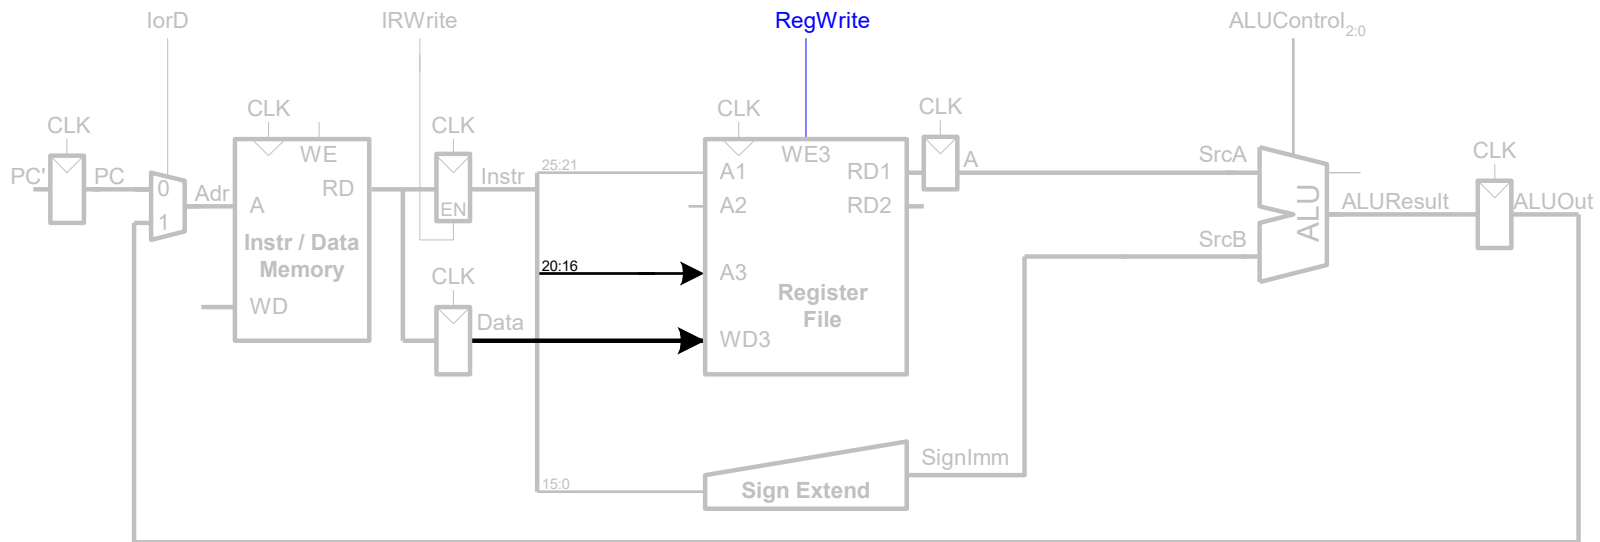 IorD
IRWrite
RegWrite
ALUControl2:0
CLK
CLK
CLK
CLK
CLK
CLK
PC'
PC
0
1
Adr
WE
RD
A
Instr / Data
Memory
WD
EN
Instr
CLK
Data
25:21
20:16
15:0
WE3
A1
A2
A3
WD3
RD1
RD2
Register
File
A
SrcA
SrcB
ALU
ALUResult
ALUOut
SignImm
Sign Extend